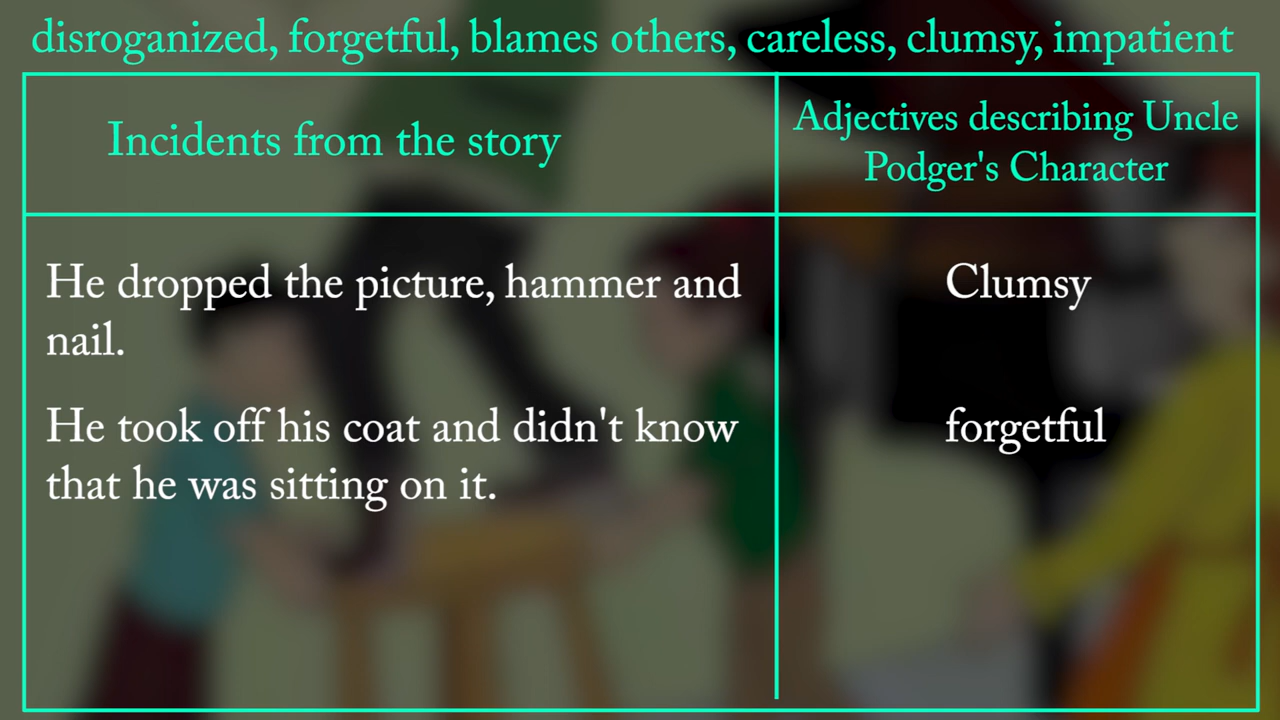 disroganized, forgetful, blames others, careless, clumsy, impatient
Incidents from the story
Adjectives describing Uncle
Podger's Character
He dropped the picture, hammer and
nail.
Clumsy
He took off his coat and didn't know
that he was sitting on it.
forgetful